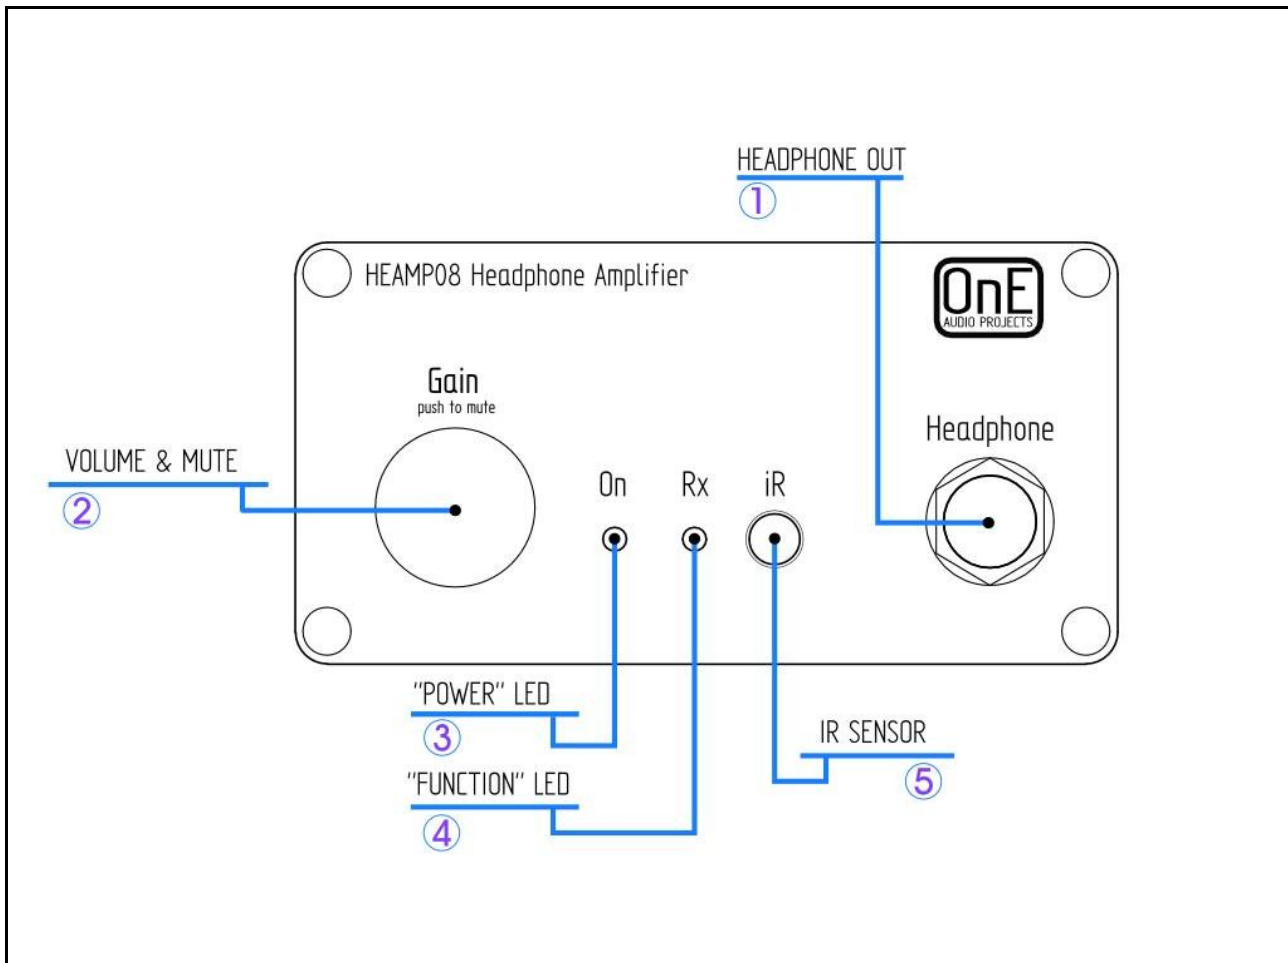 HEADPHONE OUT
1
HEAMP08 Headphone Amplifier
OnE
AUDIO PROJECTS
Gain
push to mute
Headphone
VOLUME & MUTE
2
On Rx iR
"POWER" LED
3
IR SENSOR
5
"FUNCTION" LED
4